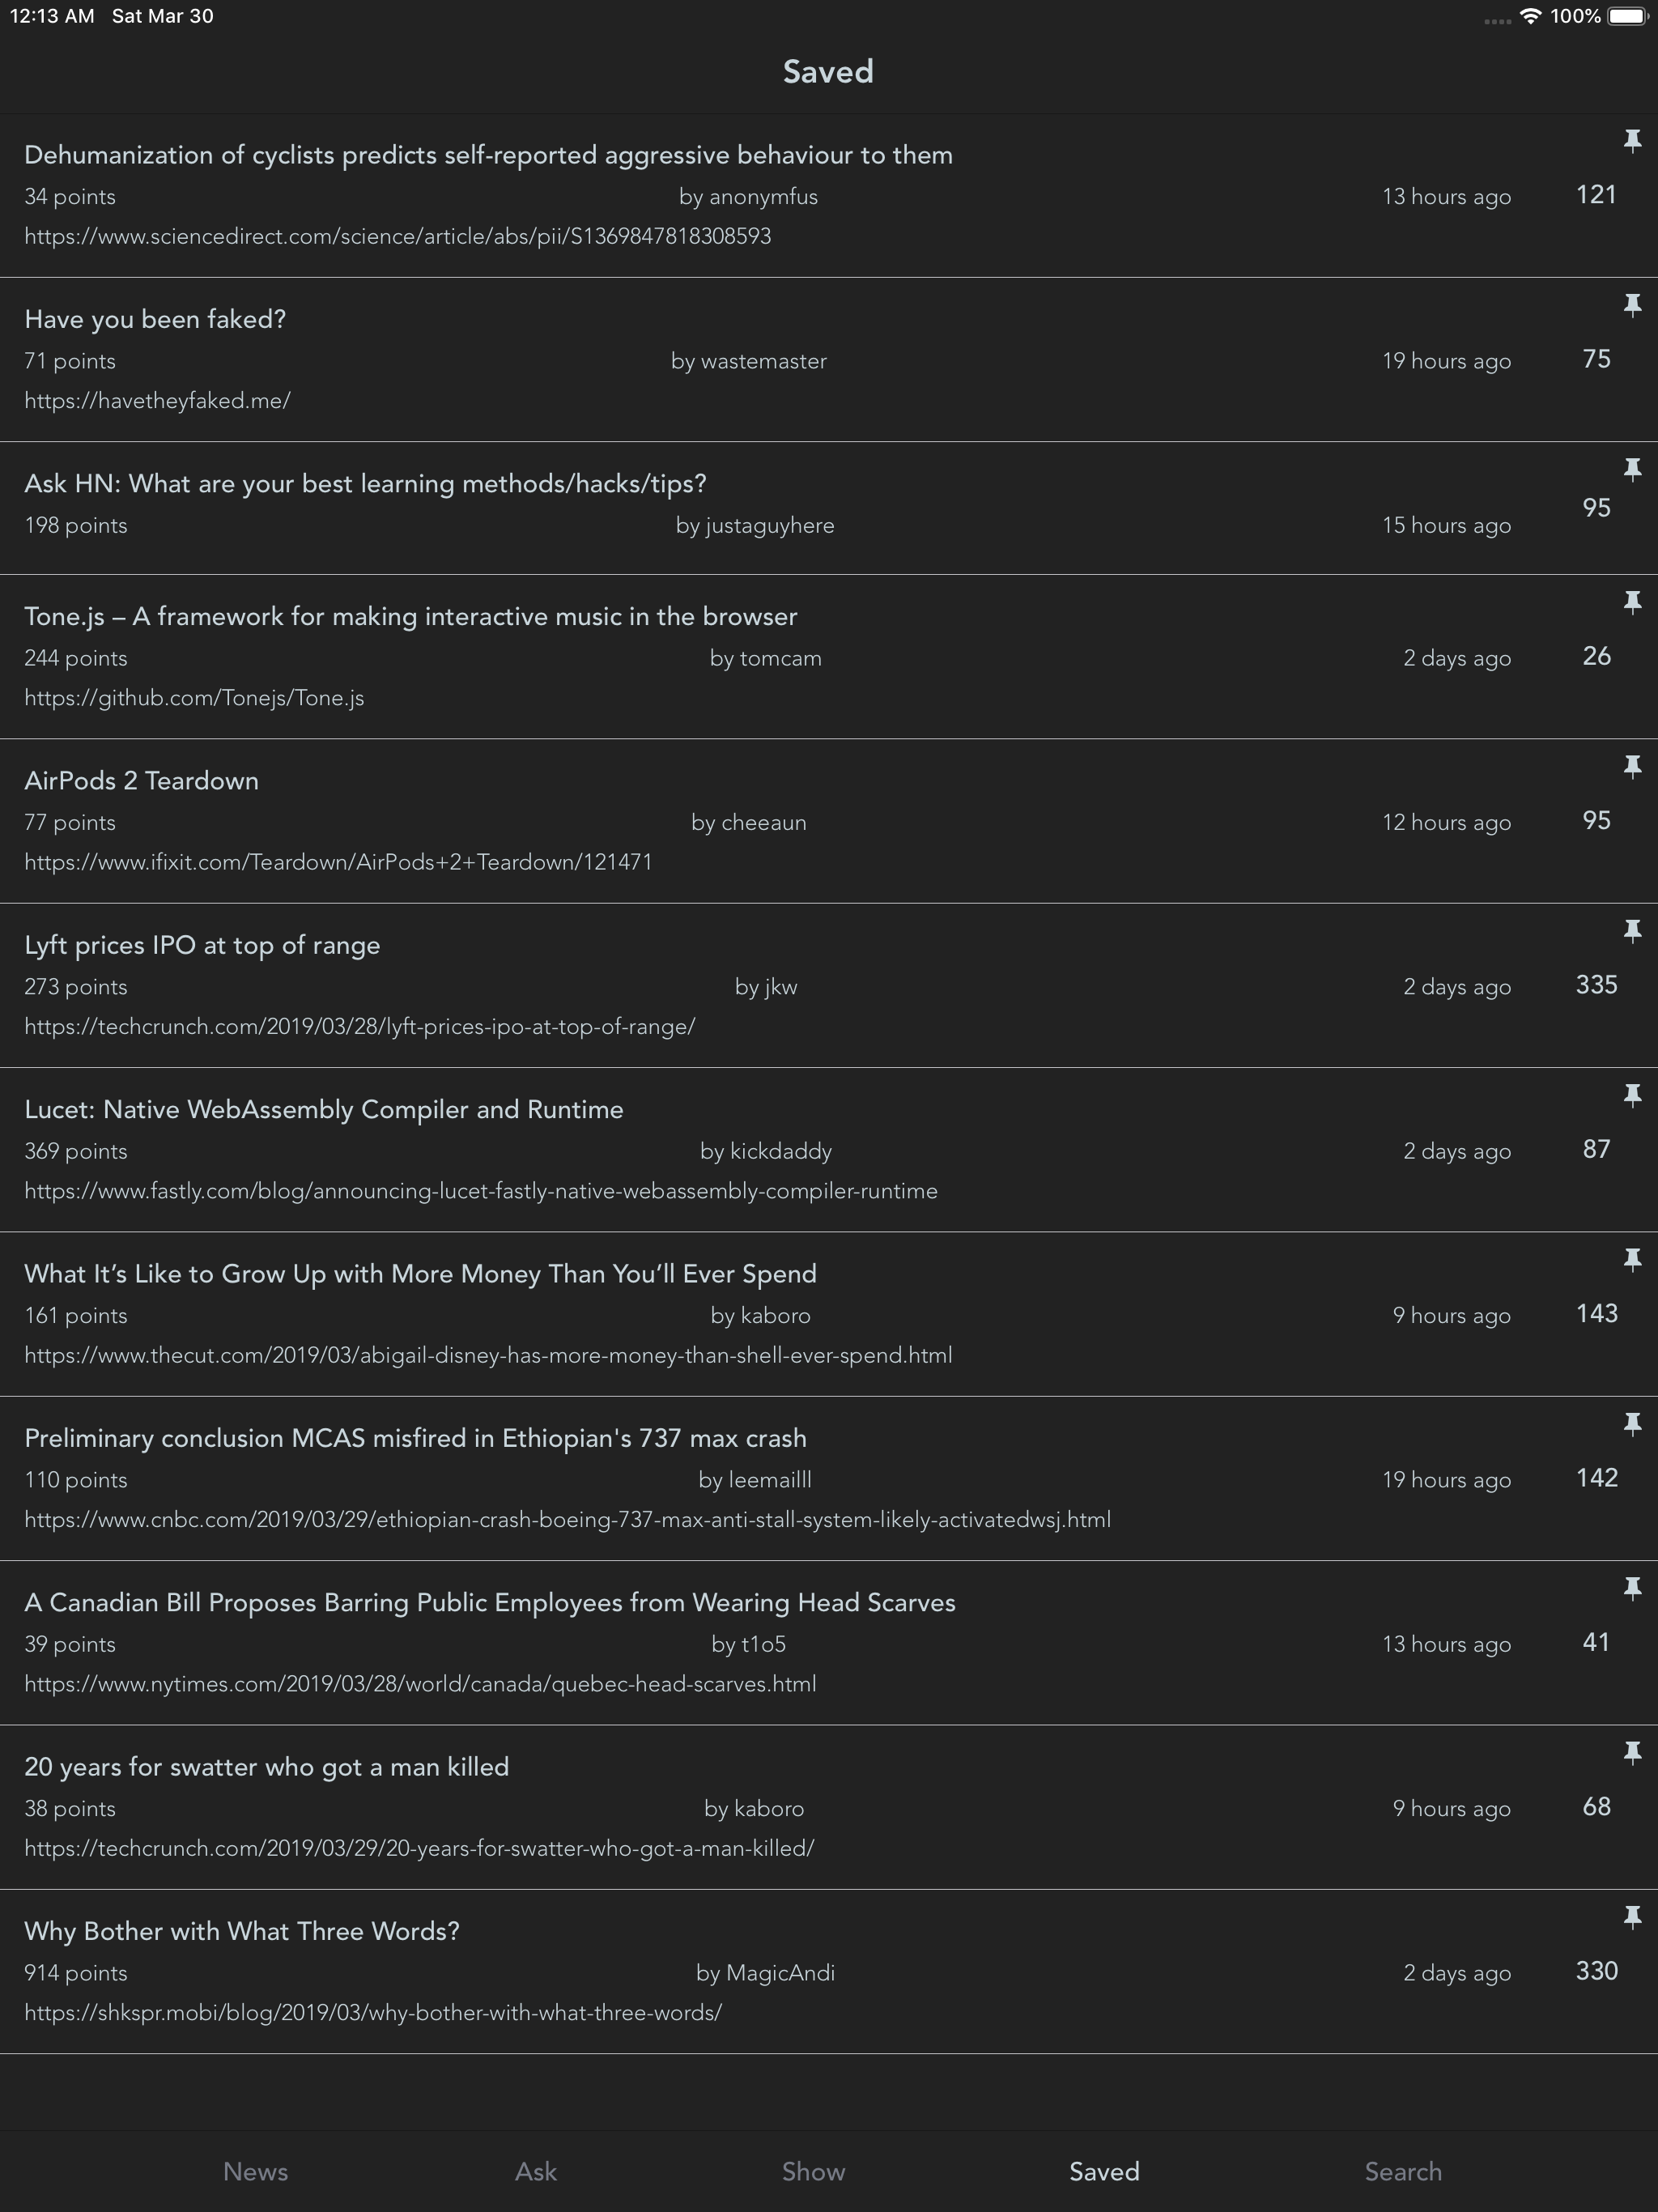 12:13 AM Sat Mar 30 100%
Saved
Dehumanization of cyclists predicts self-reported aggressive behaviour to them
34 points by anonymfus 13 hours ago 121
https://www.sciencedirect.com/science/article/abs/pii/S1369847818308593
Have you been faked?
71 points by wastemaster 19 hours ago 75
https://havetheyfaked.me/
Ask HN: What are your best learning methods/hacks/tips?
198 points by justaguyhere 15 hours ago 95
Tone.js – A framework for making interactive music in the browser
244 points by tomcam 2 days ago 26
https://github.com/Tonejs/Tone.js
AirPods 2 Teardown
77 points by cheeaun 12 hours ago 95
https://www.ifixit.com/Teardown/AirPods+2+Teardown/121471
Lyft prices IPO at top of range
273 points by jkw 2 days ago 335
https://techcrunch.com/2019/03/28/lyft-prices-ipo-at-top-of-range/
Lucet: Native WebAssembly Compiler and Runtime
369 points by kickdaddy 2 days ago 87
https://www.fastly.com/blog/announcing-lucet-fastly-native-webassembly-compiler-runtime
What It’s Like to Grow Up with More Money Than You’ll Ever Spend
161 points by kaboro 9 hours ago 143
https://www.thecut.com/2019/03/abigail-disney-has-more-money-than-shell-ever-spend.html
Preliminary conclusion MCAS misfired in Ethiopian's 737 max crash
110 points by leemailll 19 hours ago 142
https://www.cnbc.com/2019/03/29/ethiopian-crash-boeing-737-max-anti-stall-system-likely-activatedwsj.html
A Canadian Bill Proposes Barring Public Employees from Wearing Head Scarves
39 points by t1o5 13 hours ago 41
https://www.nytimes.com/2019/03/28/world/canada/quebec-head-scarves.html
20 years for swatter who got a man killed
38 points by kaboro 9 hours ago 68
https://techcrunch.com/2019/03/29/20-years-for-swatter-who-got-a-man-killed/
Why Bother with What Three Words?
914 points by MagicAndi 2 days ago 330
https://shkspr.mobi/blog/2019/03/why-bother-with-what-three-words/
News Ask Show Saved Search